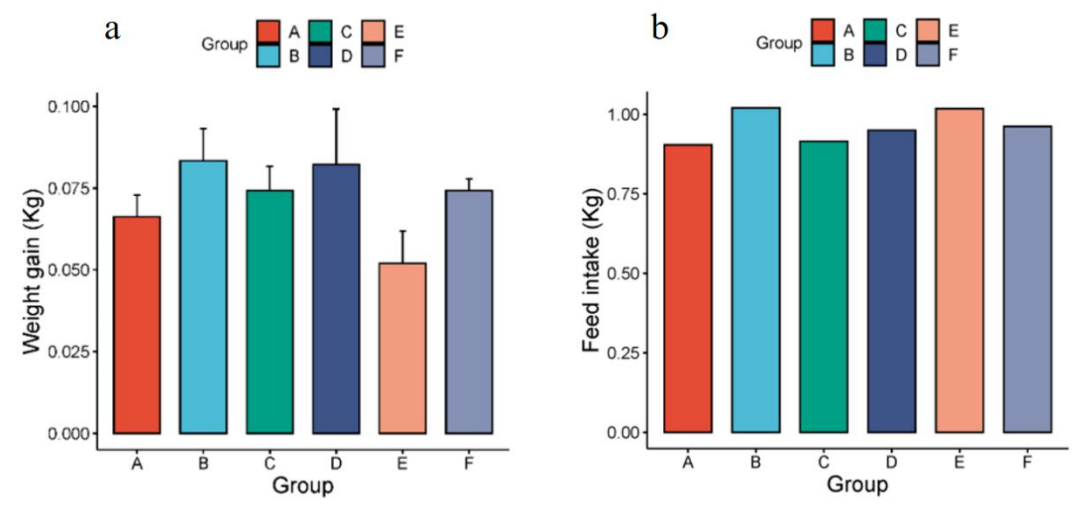 a
Group A C E
B D F
Weight gain (Kg)
0.100
0.075
0.050
0.025
0.000
A B C D E F
Group
b
Group A C E
B D F
Feed intake (Kg)
1.00
0.75
0.50
0.25
0.00
A B C D E F
Group